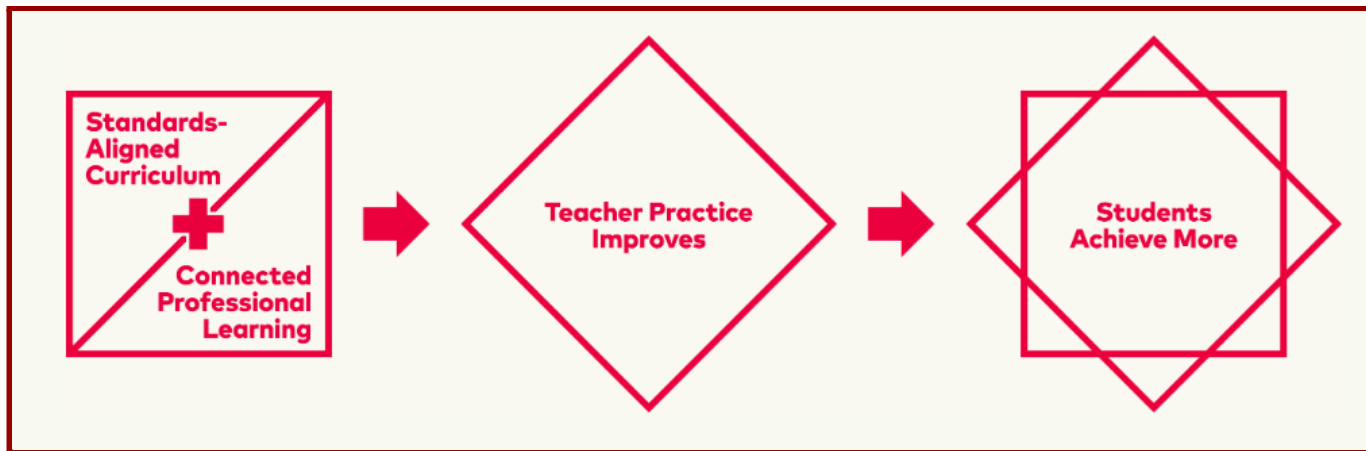 Standards-
Aligned
Curriculum
Connected
Professional
Learning
Teacher Practice
Improves
Students
Achieve More